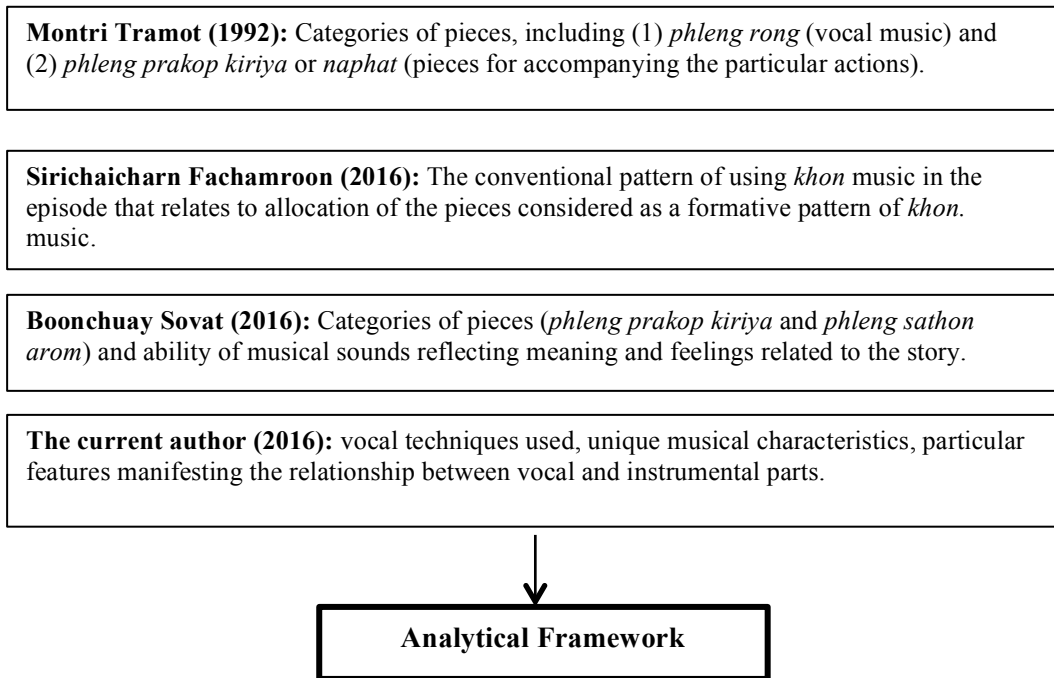 Montri Tramot (1992): Categories of pieces, including (1) phleng rong (vocal music) and
(2) phleng prakop kiriya or naphat (pieces for accompanying the particular actions).
Sirichaicharn Fachamroon (2016): The conventional pattern of using khon music in the
episode that relates to allocation of the pieces considered as a formative pattern of khon.
music.
Boonchuay Sovat (2016): Categories of pieces (phleng prakop kiriya and phleng sathon
arom) and ability of musical sounds reflecting meaning and feelings related to the story.
The current author (2016): vocal techniques used, unique musical characteristics, particular
features manifesting the relationship between vocal and instrumental parts.
Analytical Framework